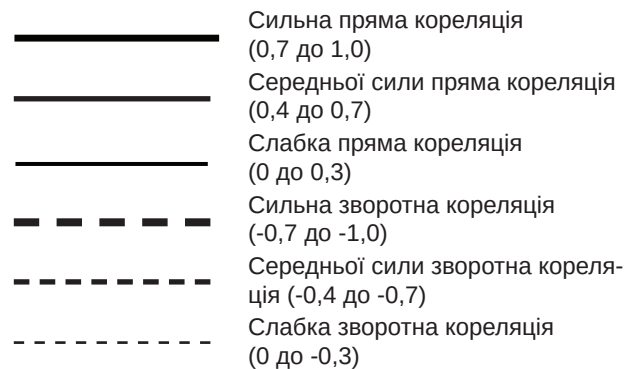 Сильна пряма кореляція
(0,7 до 1,0)
Середньої сили пряма кореляція
(0,4 до 0,7)
Слабка пряма кореляція
(0 до 0,3)
Сильна зворотна кореляція
(-0,7 до -1,0)
Середньої сили зворотна кореля-
ція (-0,4 до -0,7)
Слабка зворотна кореляція
(0 до -0,3)